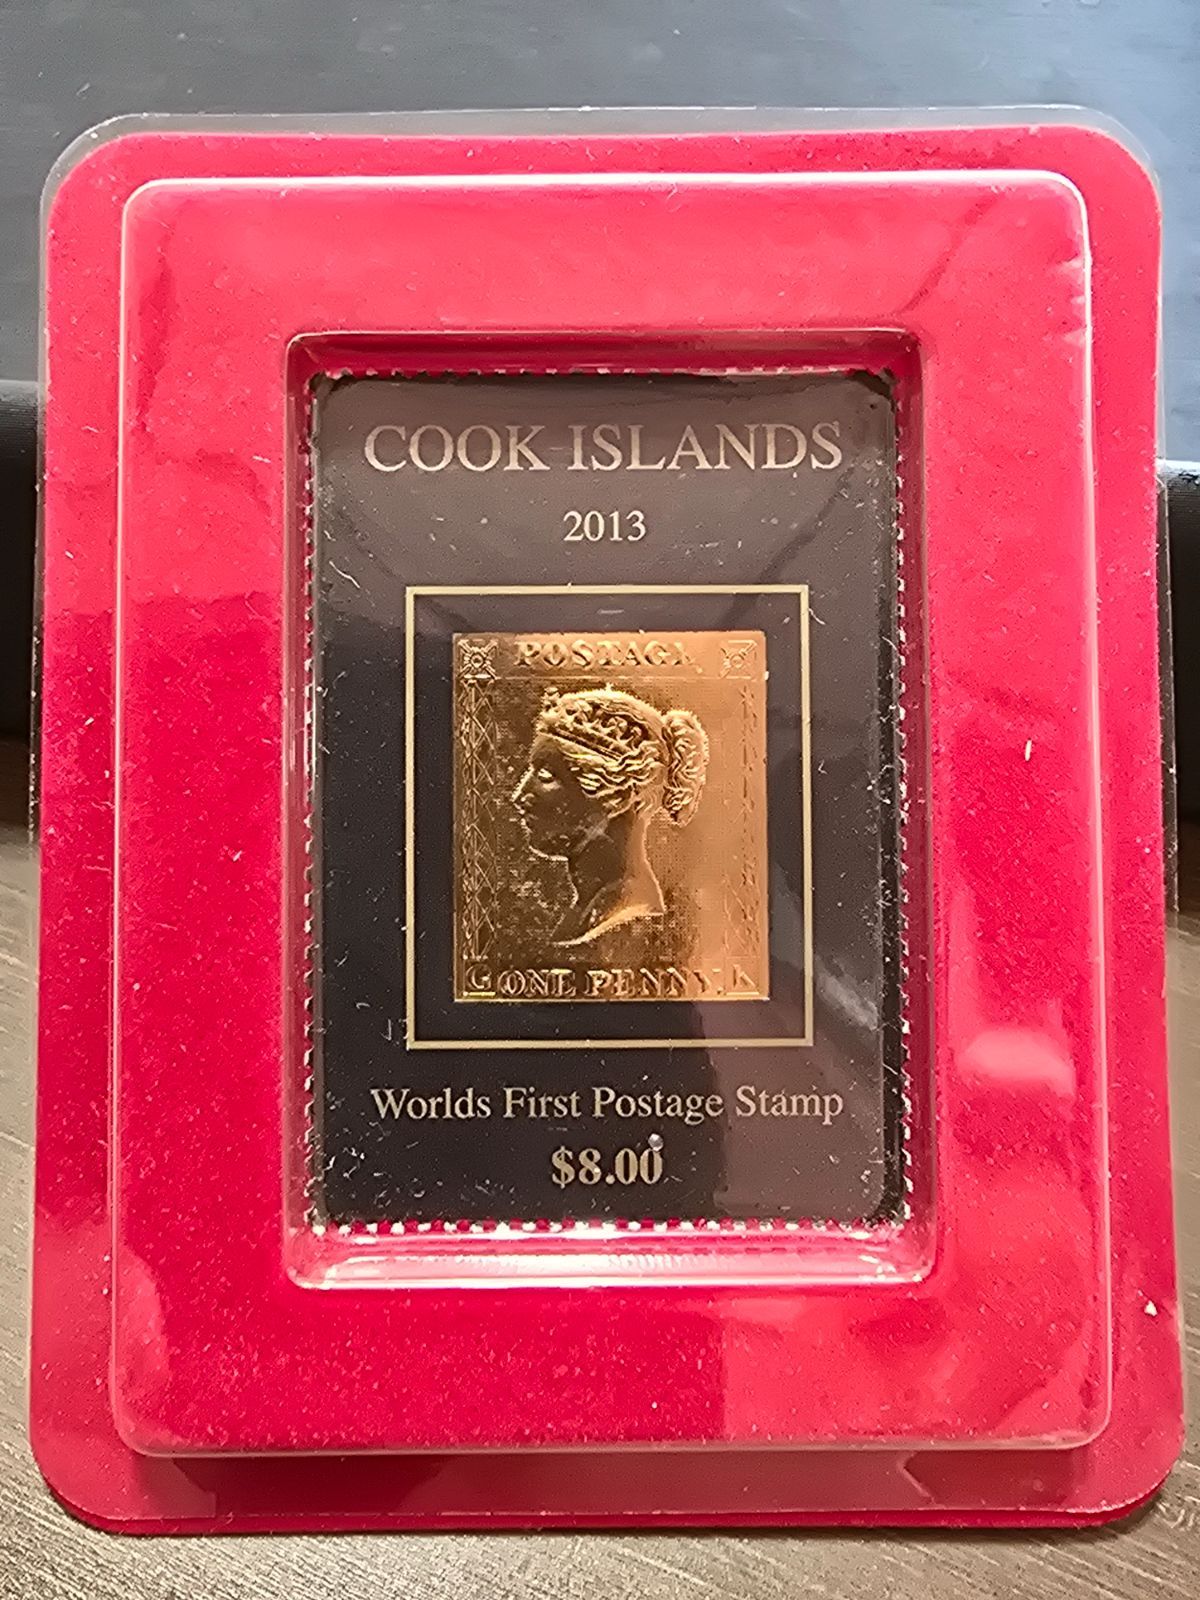 COOK ISLANDS
2013
POSTAGE
G ONE PENNY. K
Worlds First Postage Stamp
$8.00